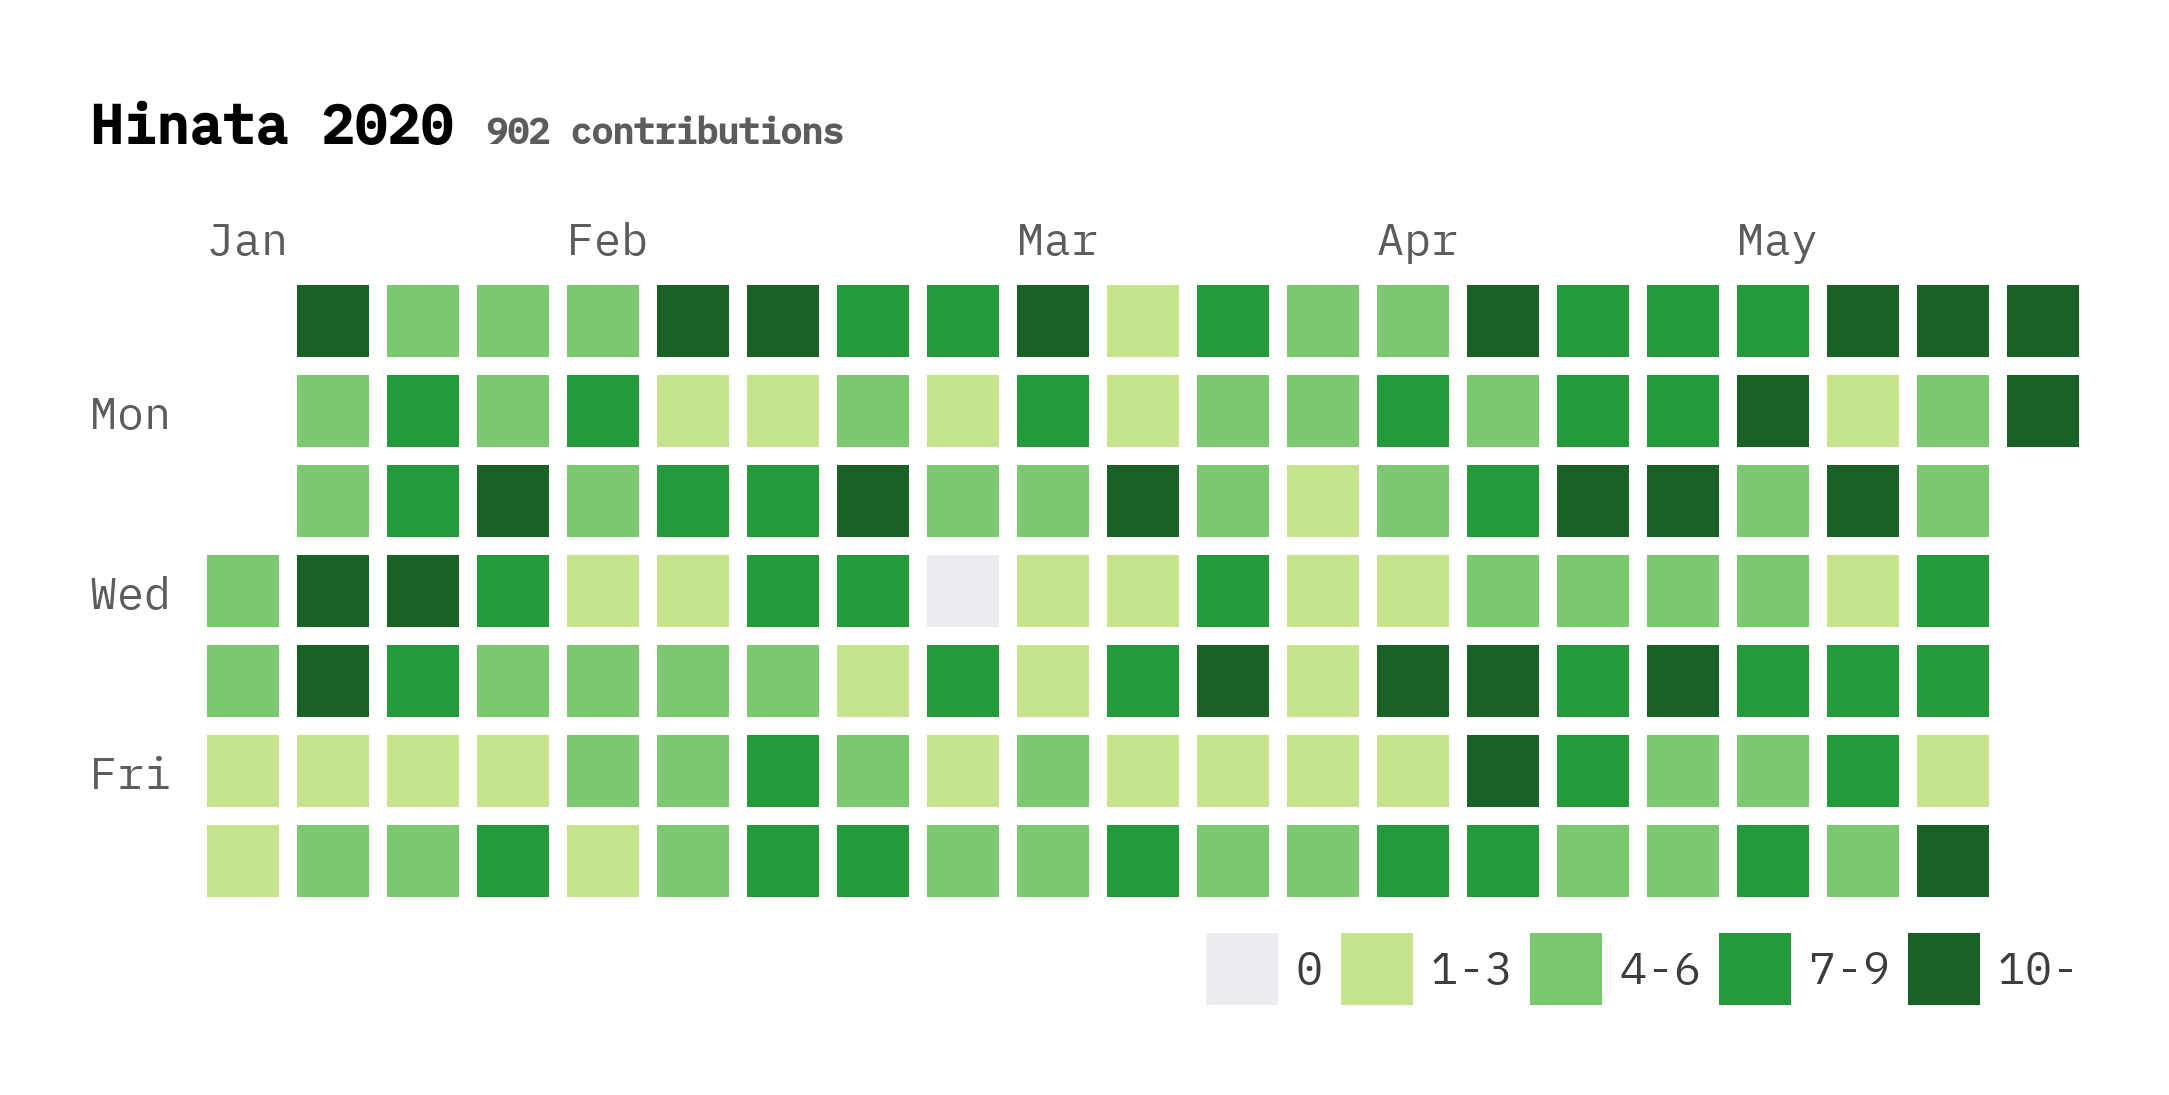 Hinata 2020 902 contributions
Jan Feb Mar Apr May
Mon
Wed
Fri
0 1-3 4-6 7-9 10-